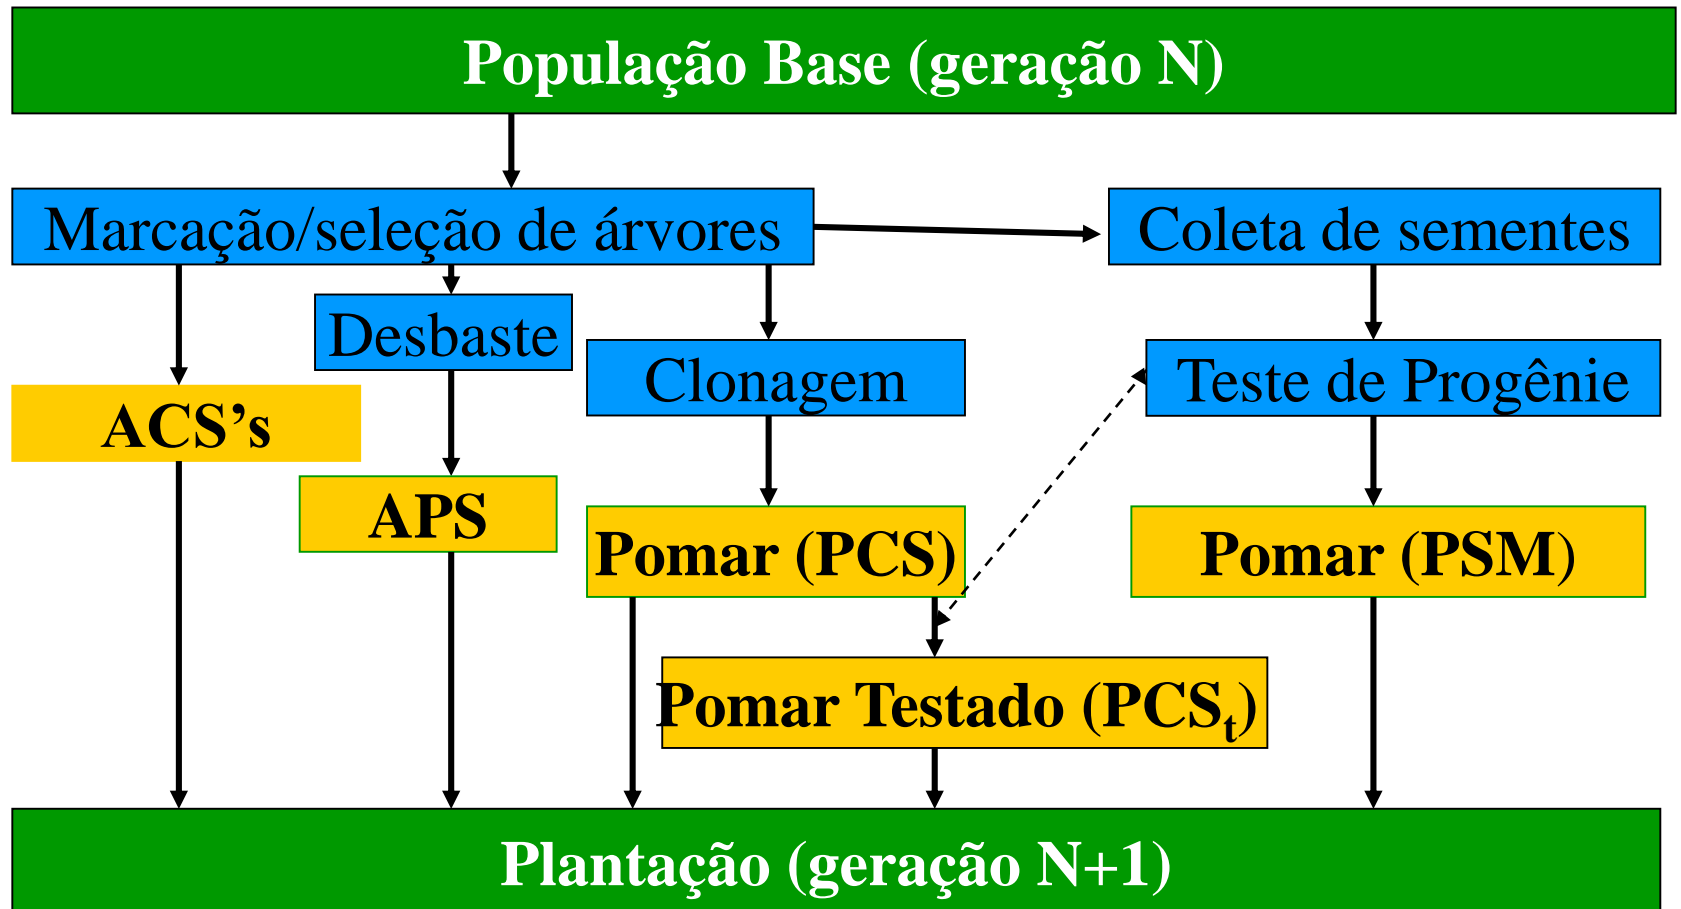 População Base (geração N)
Marcação/seleção de árvores
Coleta de sementes
Desbaste
Clonagem
Teste de Progênie
ACS’s
APS
Pomar (PCS)
Pomar (PSM)
Pomar Testado (PCSt)
Plantação (geração N+1)